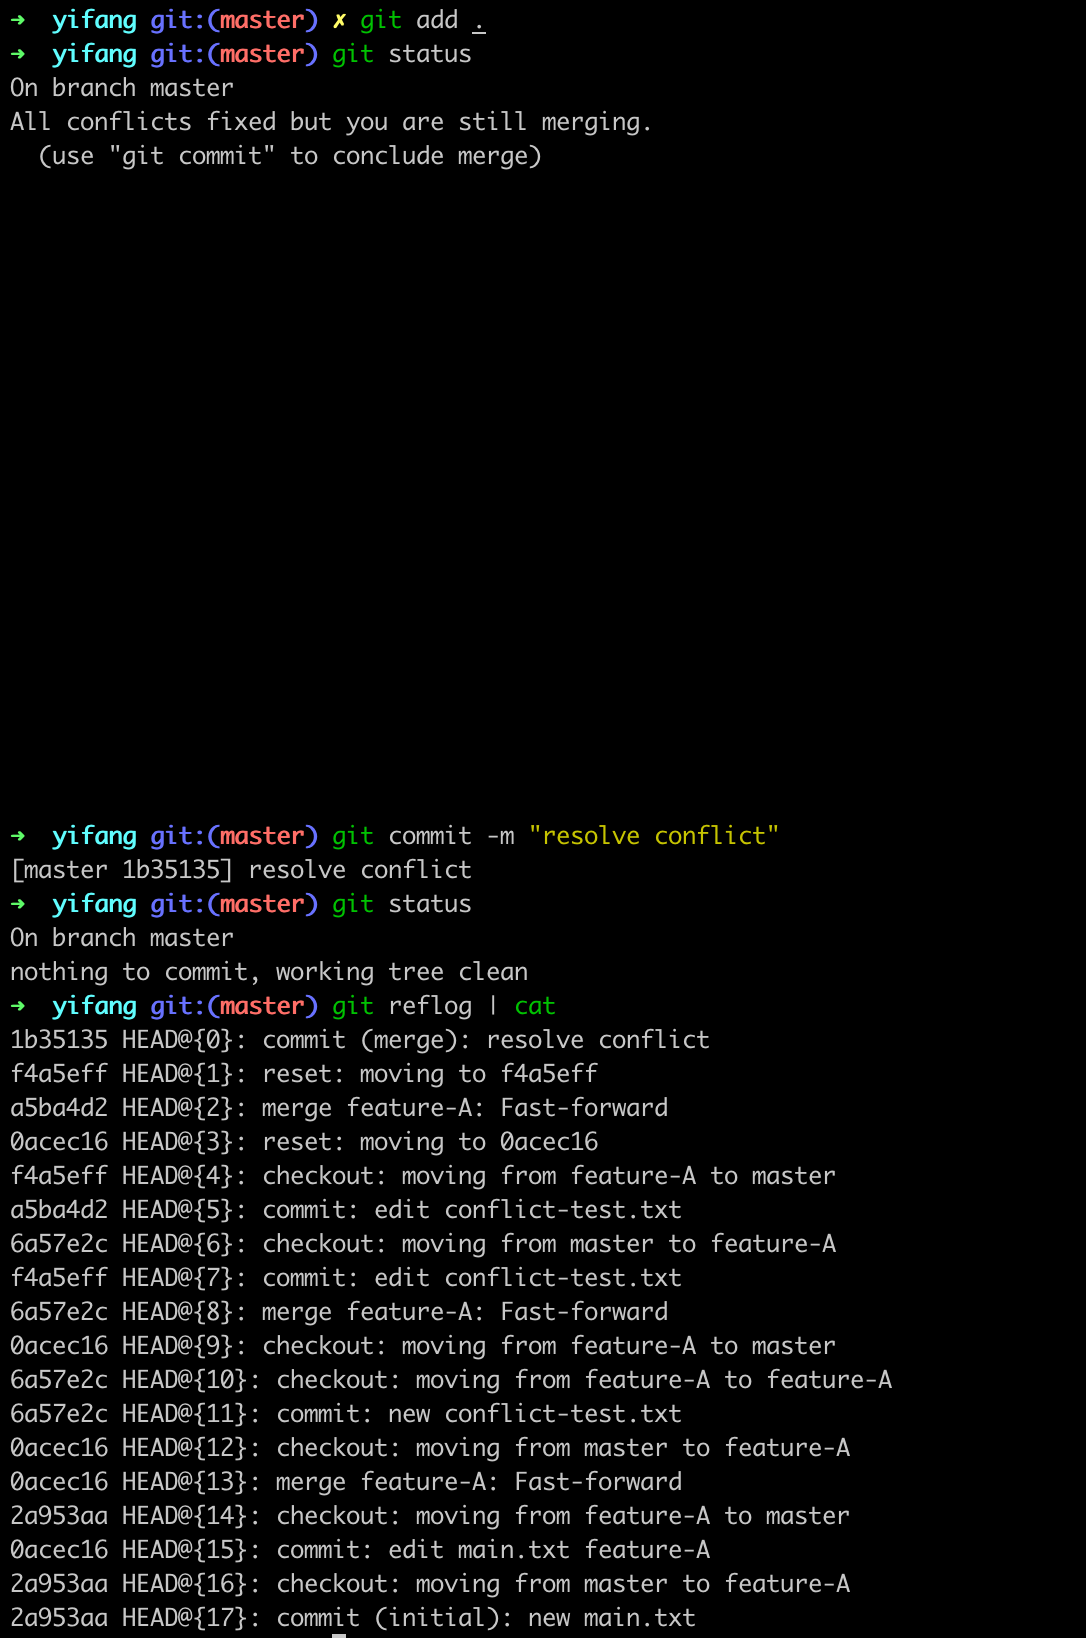 ➜  yifang git:(master) ✗ git add .
➜  yifang git:(master) git status
On branch master
All conflicts fixed but you are still merging.
  (use "git commit" to conclude merge)
➜  yifang git:(master) git commit -m "resolve conflict"
[master 1b35135] resolve conflict
➜  yifang git:(master) git status
On branch master
nothing to commit, working tree clean
➜  yifang git:(master) git reflog | cat
1b35135 HEAD@{0}: commit (merge): resolve conflict
f4a5eff HEAD@{1}: reset: moving to f4a5eff
a5ba4d2 HEAD@{2}: merge feature-A: Fast-forward
0acec16 HEAD@{3}: reset: moving to 0acec16
f4a5eff HEAD@{4}: checkout: moving from feature-A to master
a5ba4d2 HEAD@{5}: commit: edit conflict-test.txt
6a57e2c HEAD@{6}: checkout: moving from master to feature-A
f4a5eff HEAD@{7}: commit: edit conflict-test.txt
6a57e2c HEAD@{8}: merge feature-A: Fast-forward
0acec16 HEAD@{9}: checkout: moving from feature-A to master
6a57e2c HEAD@{10}: checkout: moving from feature-A to feature-A
6a57e2c HEAD@{11}: commit: new conflict-test.txt
0acec16 HEAD@{12}: checkout: moving from master to feature-A
0acec16 HEAD@{13}: merge feature-A: Fast-forward
2a953aa HEAD@{14}: checkout: moving from feature-A to master
0acec16 HEAD@{15}: commit: edit main.txt feature-A
2a953aa HEAD@{16}: checkout: moving from master to feature-A
2a953aa HEAD@{17}: commit (initial): new main.txt